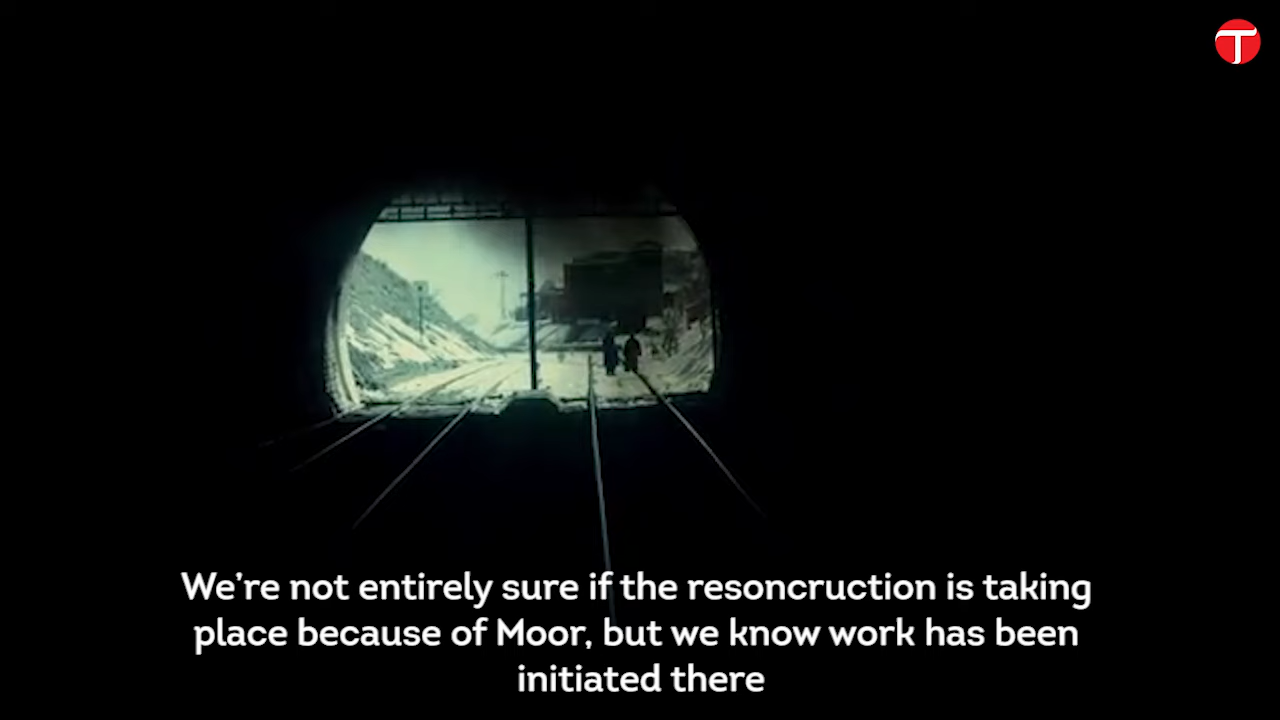 T
We're not entirely sure if the resoncruction is taking
place because of Moor, but we know work has been
initiated there